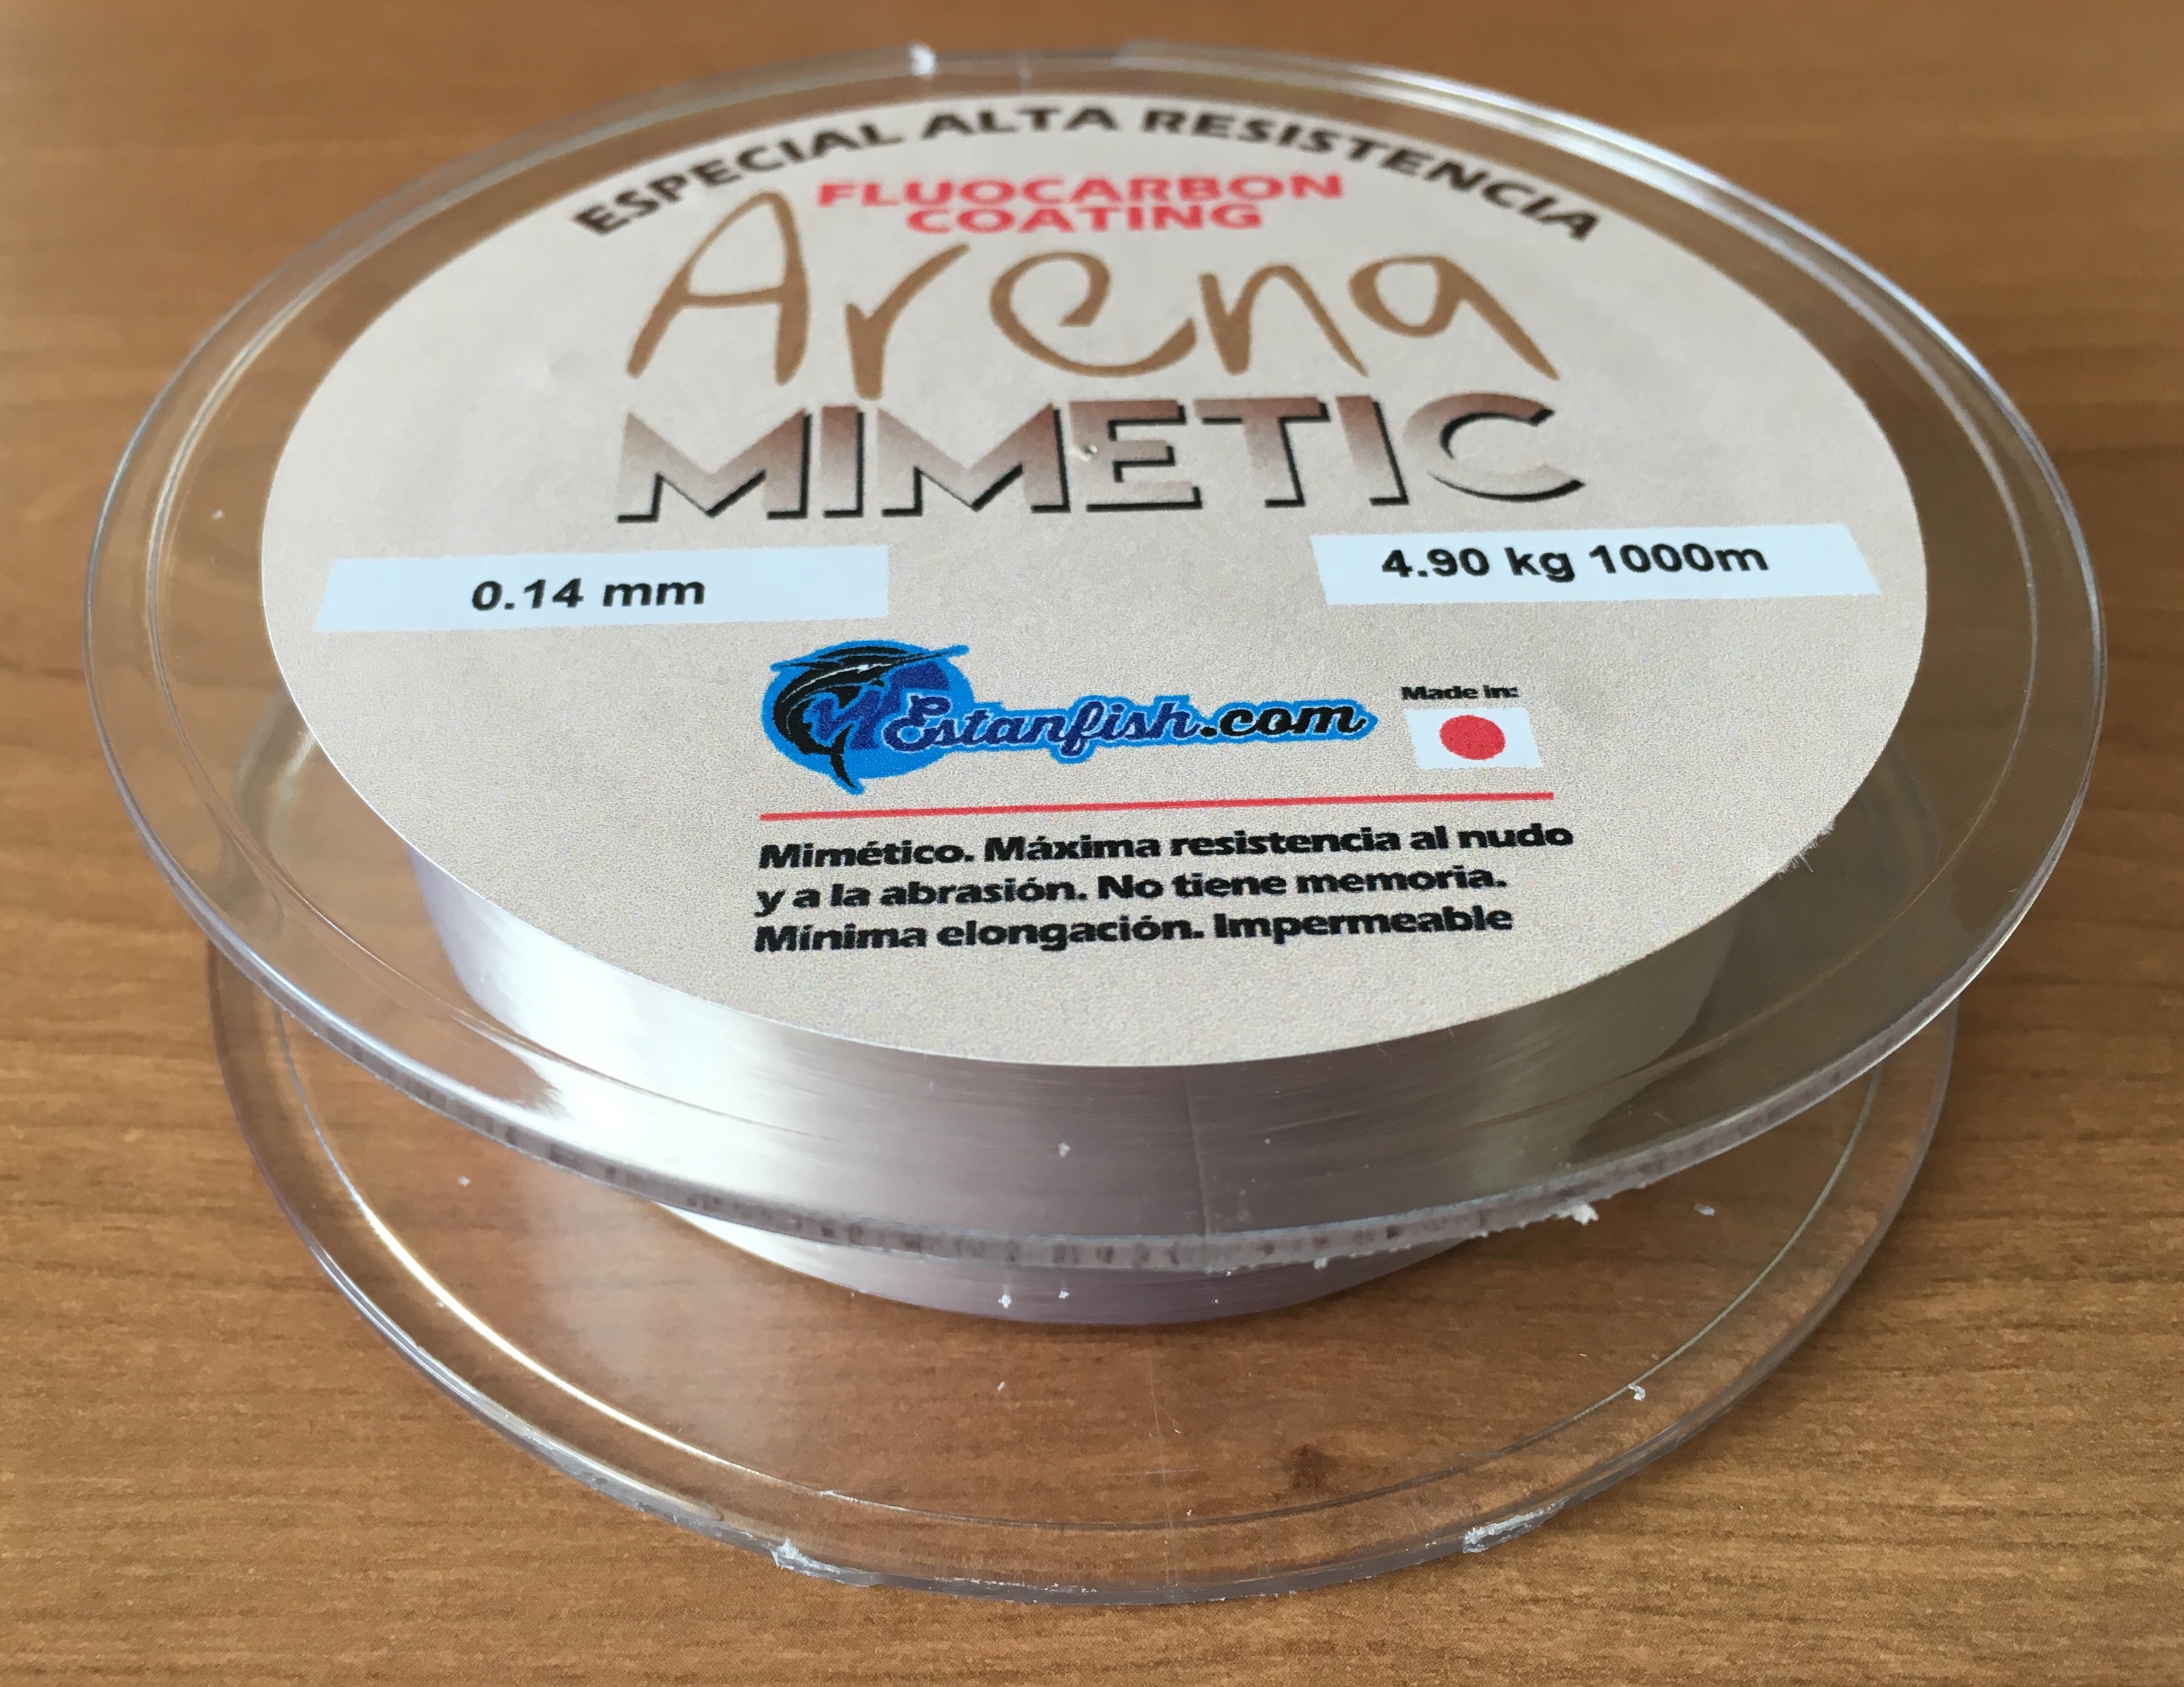 ESPECIAL ALTA RESISTENCIA
FLUOCARBON
COATING
Arena
MIMETIC
0.14 mm
4.90 kg 1000m
Estanfish.com
Made in:
Mimético. Máxima resistencia al nudo
y a la abrasión. No tiene memoria.
Mínima elongación. Impermeable